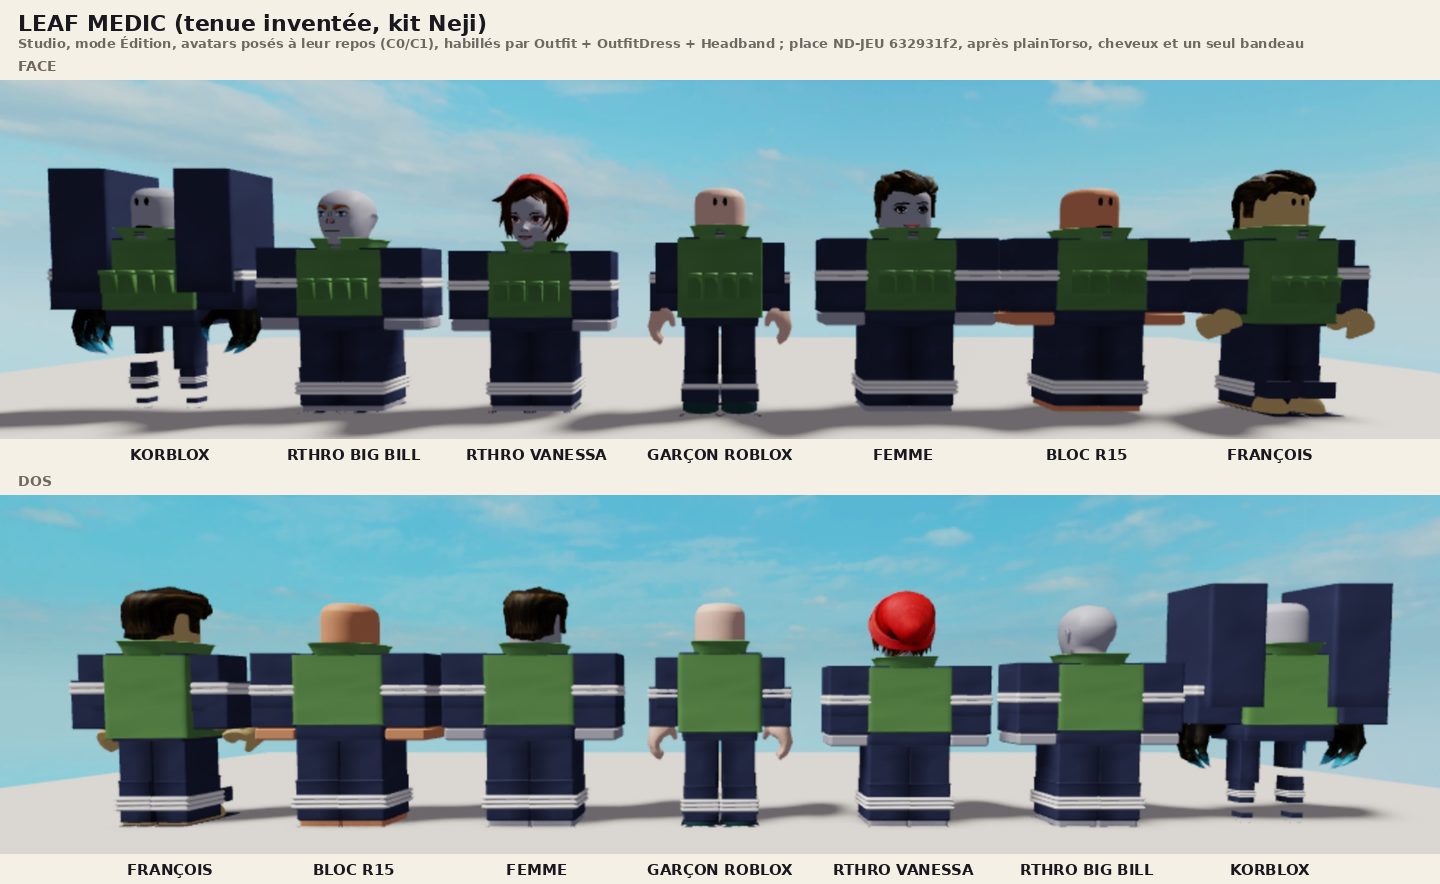 LEAF MEDIC (tenue inventée, kit Neji)
Studio, mode Édition, avatars posés à leur repos (C0/C1), habillés par Outfit + OutfitDress + Headband ; place ND-JEU 632931f2, après plainTorso, cheveux et un seul bandeau
FACE
KORBLOX RTHRO BIG BILL RTHRO VANESSA GARÇON ROBLOX FEMME BLOC R15 FRANÇOIS
DOS
FRANÇOIS BLOC R15 FEMME GARÇON ROBLOX RTHRO VANESSA RTHRO BIG BILL KORBLOX